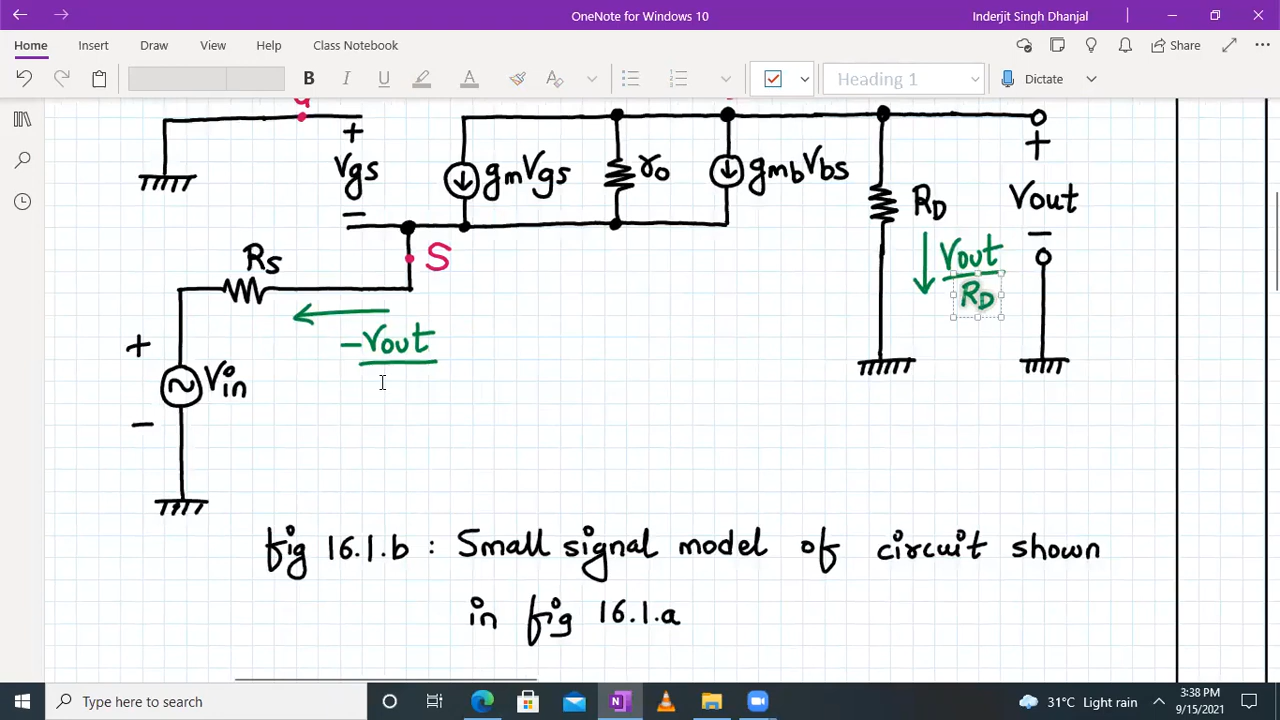 OneNote for Windows 10
Inderjit Singh Dhanjal
Home Insert Draw View Help Class Notebook
Share
B I U A
Heading 1
Dictate
+
Vgs
−
gmVgs
ro
gmbVbs
RD
+
Vout
−
Vout
RD
S
RS
−Vout
+
Vin
−
fig 16.1.b : Small signal model of circuit shown
in fig 16.1.a
Type here to search
31°C Light rain
3:38 PM
9/15/2021